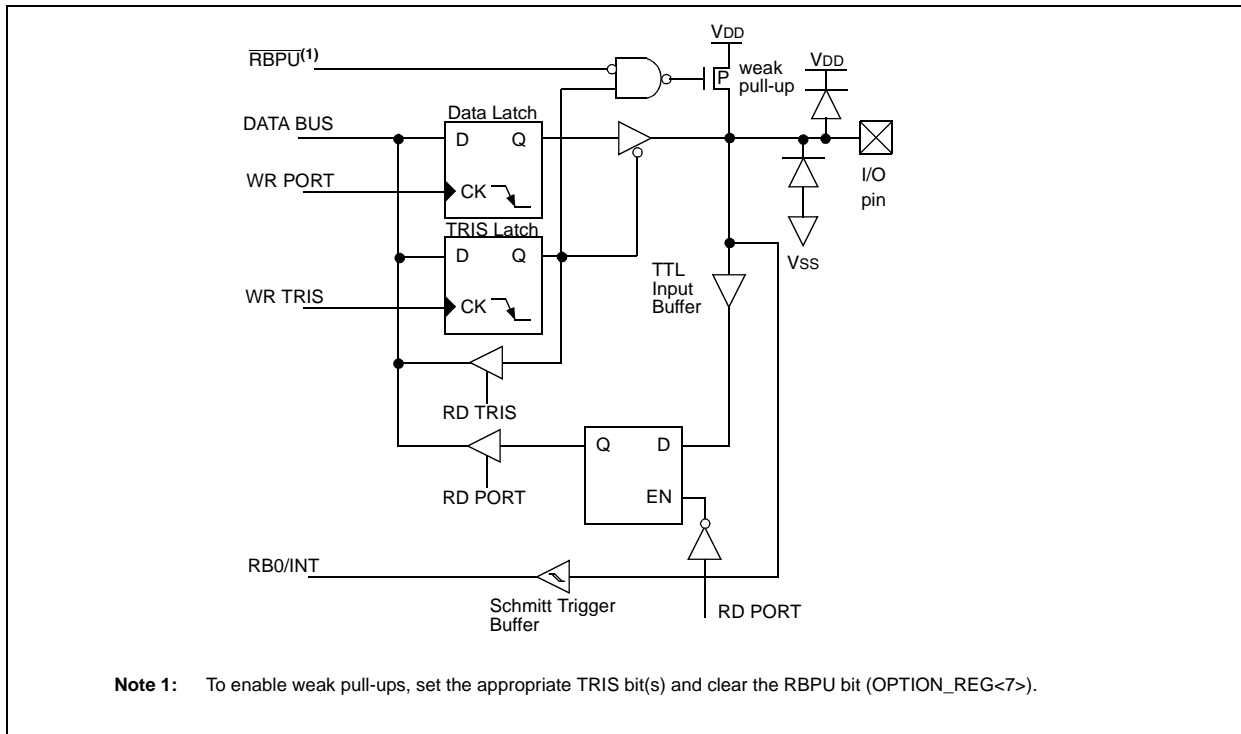 VDD
RBPU(1)
P
weak
pull-up
VDD
Data Latch
DATA BUS
D Q
WR PORT
CK
I/O
pin
TRIS Latch
D Q
VSS
TTL
Input
Buffer
WR TRIS
CK
RD TRIS
Q D
RD PORT
EN
RB0/INT
Schmitt Trigger
Buffer
RD PORT
Note 1: To enable weak pull-ups, set the appropriate TRIS bit(s) and clear the RBPU bit (OPTION_REG<7>).